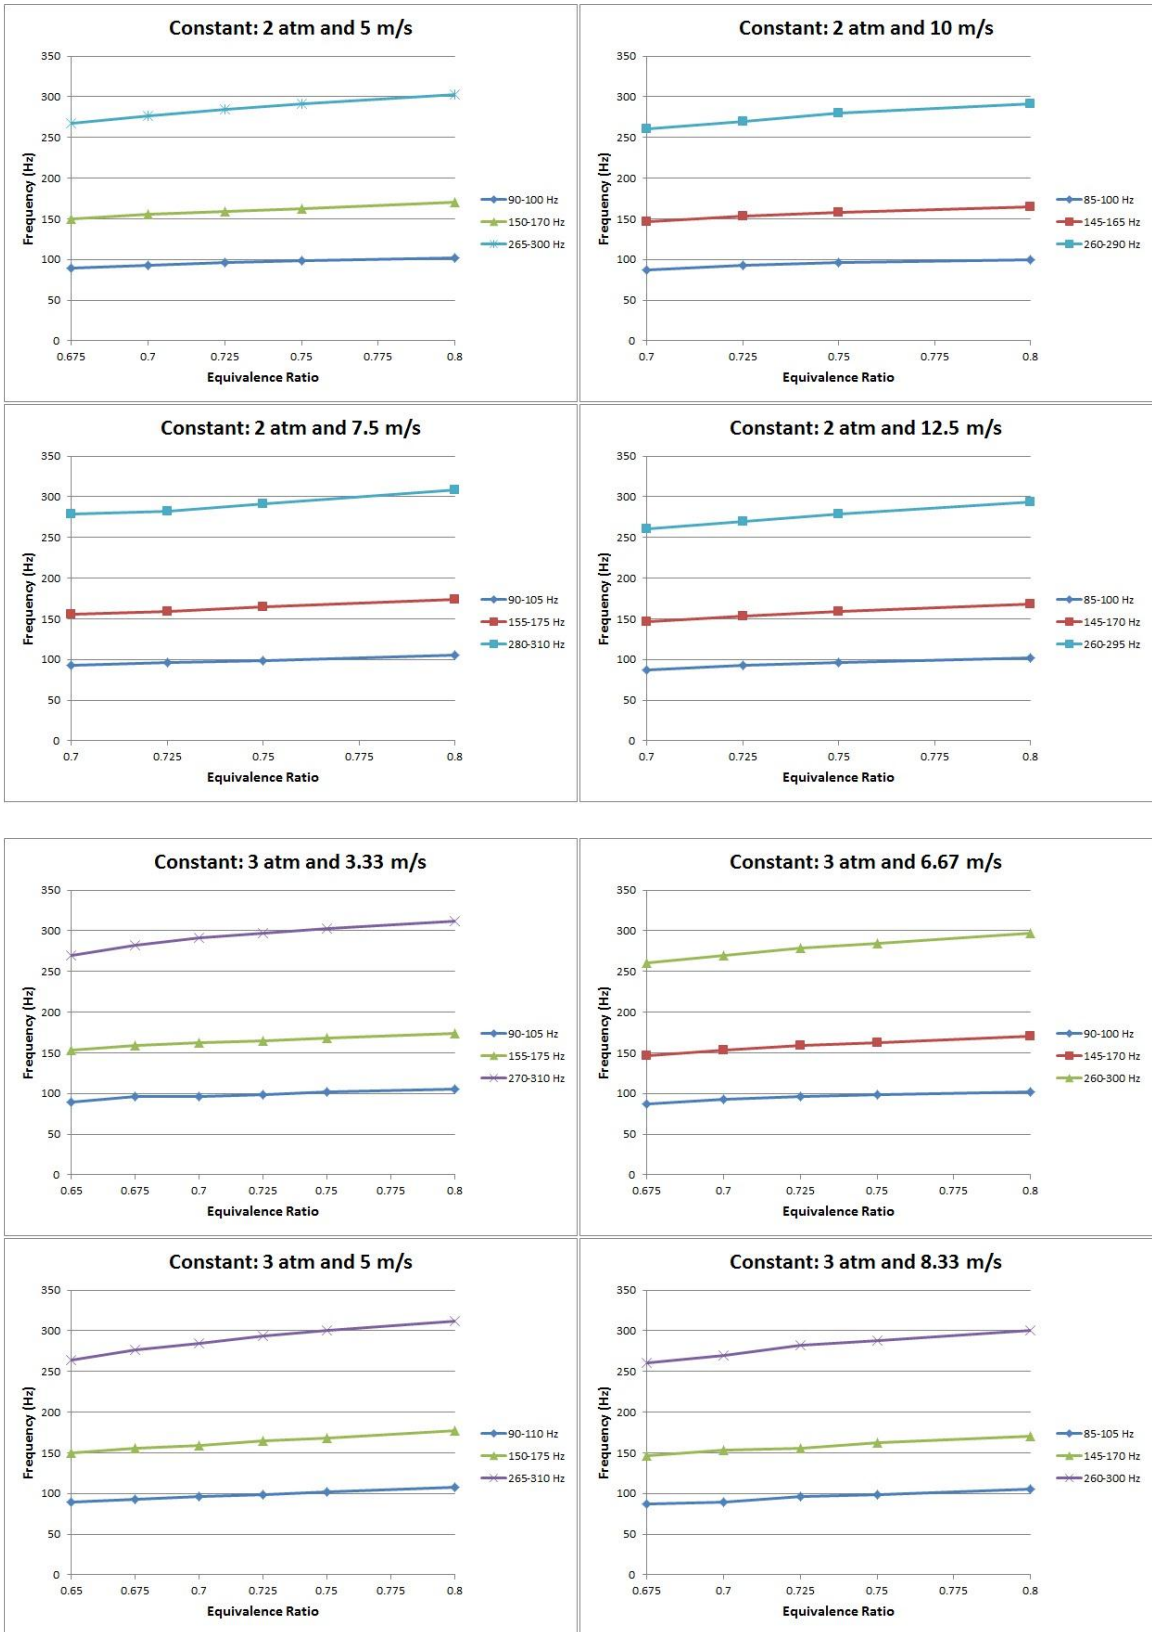 Constant: 2 atm and 5 m/s
350
300
250
200
150
100
50
0
Frequency (Hz)
0.675 0.7 0.725 0.75 0.775 0.8
Equivalence Ratio
90-100 Hz
150-170 Hz
265-300 Hz
Constant: 2 atm and 10 m/s
350
300
250
200
150
100
50
0
Frequency (Hz)
0.7 0.725 0.75 0.775 0.8
Equivalence Ratio
85-100 Hz
145-165 Hz
260-290 Hz
Constant: 2 atm and 7.5 m/s
350
300
250
200
150
100
50
0
Frequency (Hz)
0.7 0.725 0.75 0.775 0.8
Equivalence Ratio
90-105 Hz
155-175 Hz
280-310 Hz
Constant: 2 atm and 12.5 m/s
350
300
250
200
150
100
50
0
Frequency (Hz)
0.7 0.725 0.75 0.775 0.8
Equivalence Ratio
85-100 Hz
145-170 Hz
260-295 Hz
Constant: 3 atm and 3.33 m/s
350
300
250
200
150
100
50
0
Frequency (Hz)
0.65 0.675 0.7 0.725 0.75 0.775 0.8
Equivalence Ratio
90-105 Hz
155-175 Hz
270-310 Hz
Constant: 3 atm and 6.67 m/s
350
300
250
200
150
100
50
0
Frequency (Hz)
0.675 0.7 0.725 0.75 0.775 0.8
Equivalence Ratio
90-100 Hz
145-170 Hz
260-300 Hz
Constant: 3 atm and 5 m/s
350
300
250
200
150
100
50
0
Frequency (Hz)
0.65 0.675 0.7 0.725 0.75 0.775 0.8
Equivalence Ratio
90-110 Hz
150-175 Hz
265-310 Hz
Constant: 3 atm and 8.33 m/s
350
300
250
200
150
100
50
0
Frequency (Hz)
0.675 0.7 0.725 0.75 0.775 0.8
Equivalence Ratio
85-105 Hz
145-170 Hz
260-300 Hz